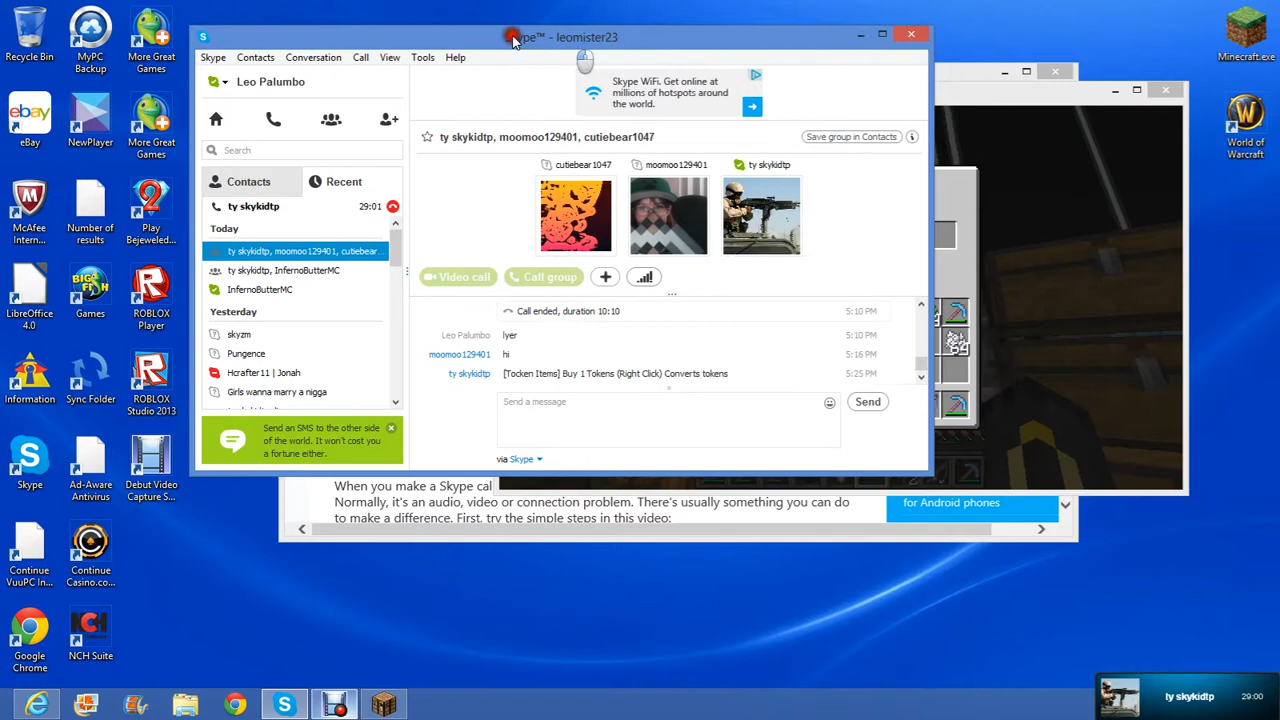 Skype™ - leomister23
Skype Contacts Conversation Call View Tools Help
Leo Palumbo
Search
Contacts
Recent
ty skykidtp 29:01
Today
ty skykidtp, moomoo129401, cutiebear...
ty skykidtp, InfernoButterMC
InfernoButterMC
Yesterday
skyzm
Pungence
Hcrafter11 | Jonah
Girls wanna marry a nigga
Send an SMS to the other side
of the world. It won't cost you
a fortune either.
Skype WiFi. Get online at
millions of hotspots around
the world.
ty skykidtp, moomoo129401, cutiebear1047
Save group in Contacts
cutiebear1047
moomoo129401
ty skykidtp
Video call
Call group
Call ended, duration 10:10 5:10 PM
Leo Palumbo lyer 5:10 PM
moomoo129401 hi 5:16 PM
ty skykidtp [Tocken Items] Buy 1 Tokens (Right Click) Converts tokens 5:25 PM
Send a message
Send
via Skype
When you make a Skype cal
Normally, it's an audio, video or connection problem. There's usually something you can do
to make a difference. First, try the simple steps in this video:
for Android phones
64
Recycle Bin
MyPC
Backup
More Great
Games
eBay
NewPlayer
More Great
Games
McAfee
Intern...
Number of
results
Play
Bejeweled...
LibreOffice
4.0
BIG FISH
Games
ROBLOX
Player
Information
Sync Folder
ROBLOX
Studio 2013
Skype
Ad-Aware
Antivirus
Debut Video
Capture S...
Continue
VuuPC In...
Continue
Casino.co...
Google
Chrome
NCH
NCH Suite
Minecraft.exe
World of
Warcraft
ty skykidtp 29:00